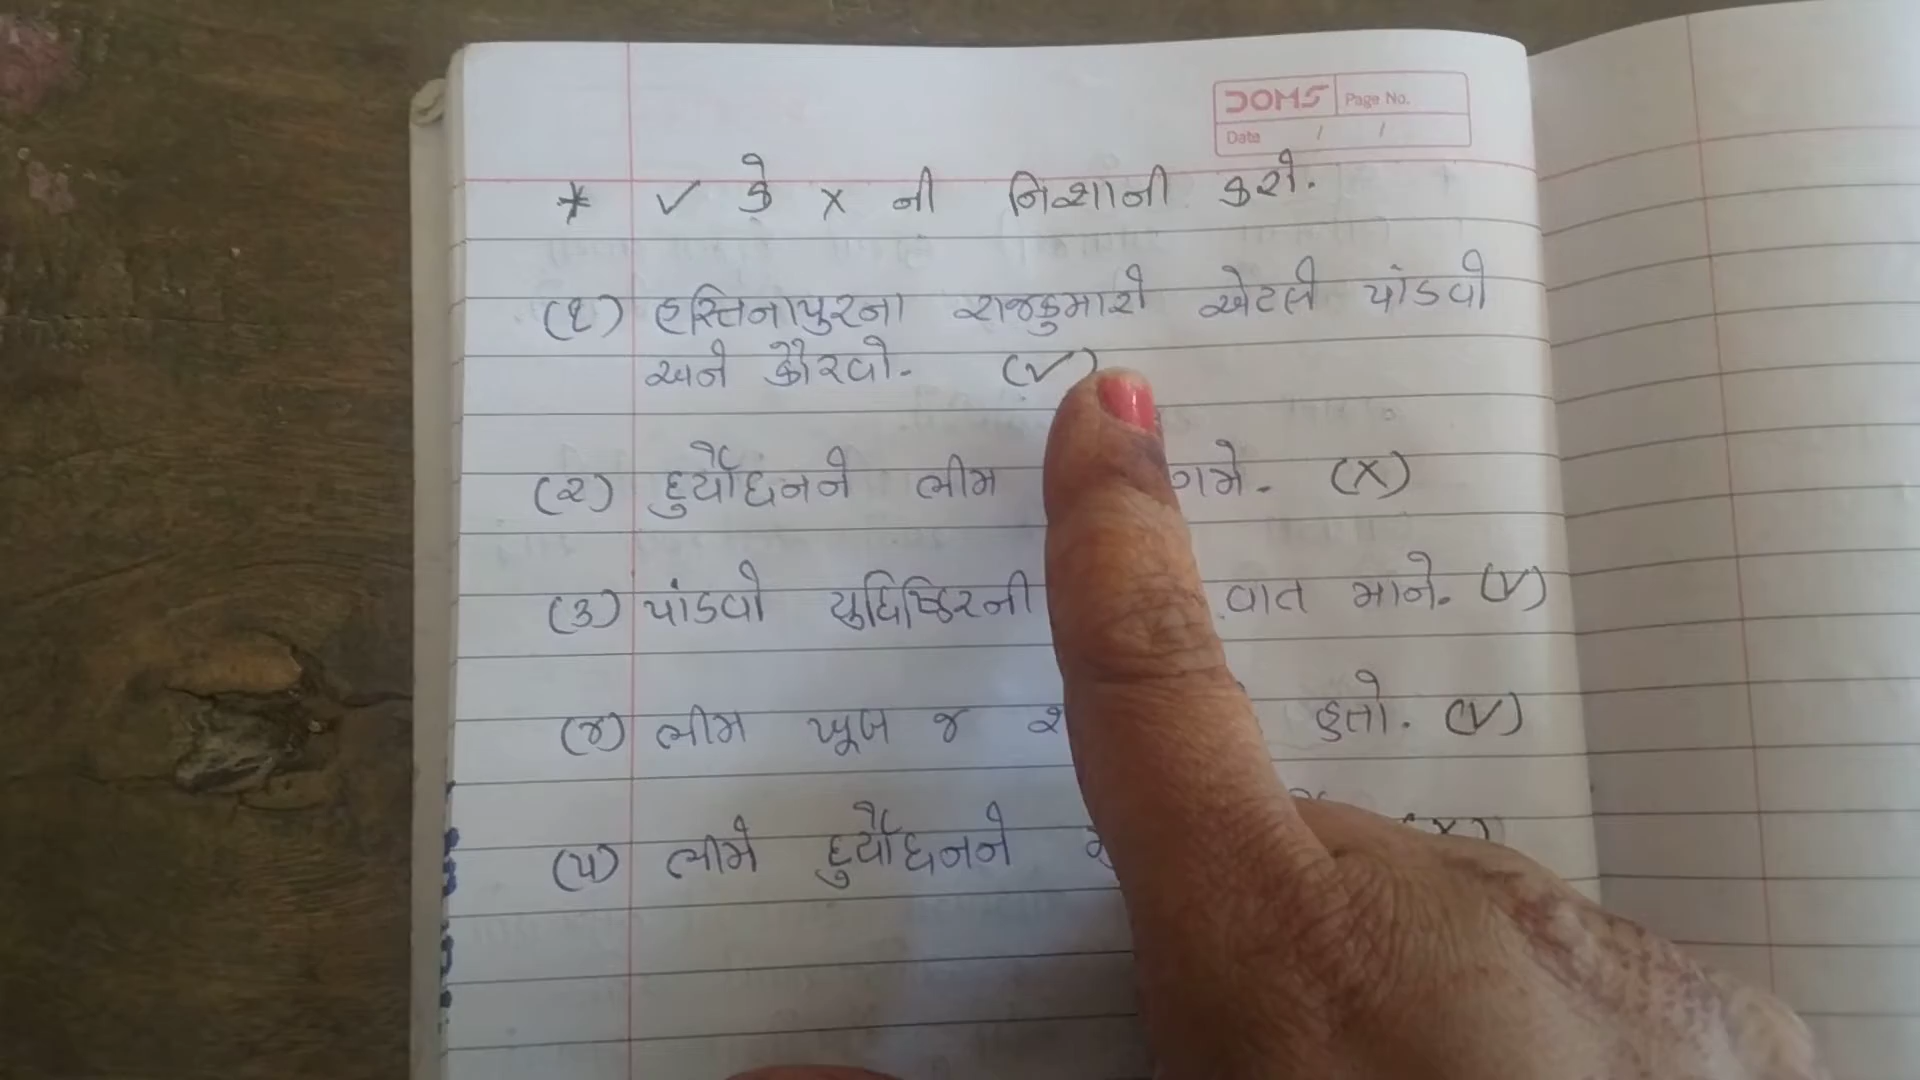 DOMS Page No.
Date / /
* ✓ કે X ની નિશાની કરો.
(૧) હસ્તિનાપુરના રાજકુમારો એટલે પાંડવો
અને કૌરવો. (✓)
(૨) દુર્યોધનને ભીમ ગમે. (X)
(૩) પાંડવો યુધિષ્ઠિરની વાત માને. (✓)
(૪) ભીમ ખૂબ જ હતો. (✓)
(૫) ભીમે દુર્યોધનને (X)